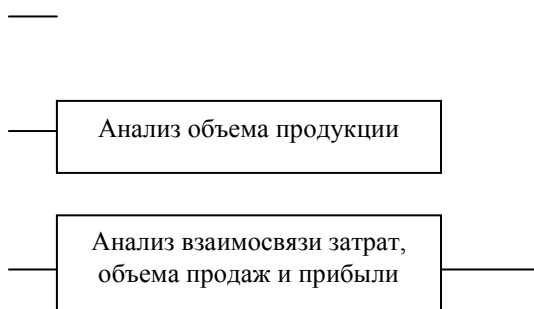 Анализ объема продукции
Анализ взаимосвязи затрат,
объема продаж и прибыли